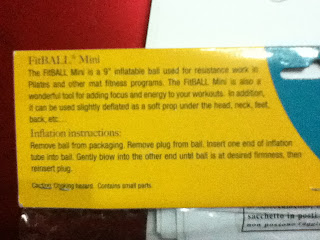 FitBALL® Mini
The FitBALL Mini is a 9" inflatable ball used for resistance work in
Pilates and other mat fitness programs. The FitBALL Mini is also a
wonderful tool for adding focus and energy to your workouts. In addition,
it can be used slightly deflated as a soft prop under the head, neck, feet,
back, etc...
Inflation instructions:
Remove ball from packaging. Remove plug from ball. Insert one end of inflation
tube into ball. Gently blow into the other end until ball is at desired firmness, then
reinsert plug.
Caution: Choking hazard. Contains small parts.
sacchetto in posti
non possano raggiu